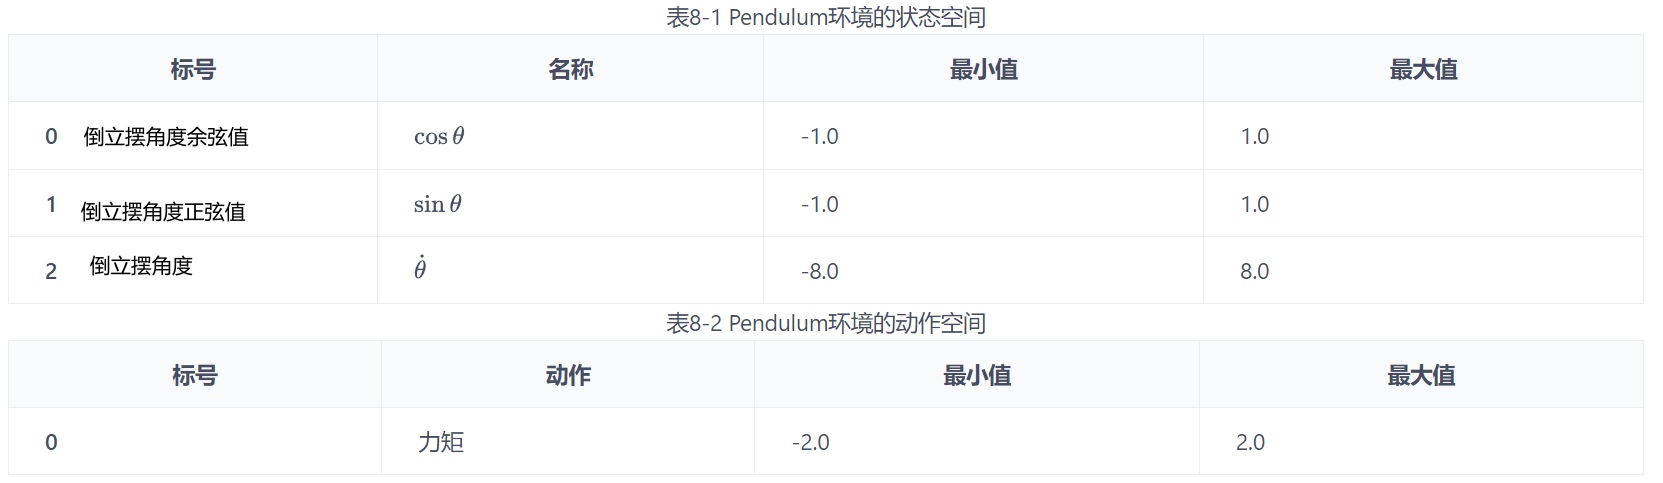 表8-1 Pendulum环境的状态空间
标号 名称 最小值 最大值
0 倒立摆角度余弦值 cos θ -1.0 1.0
1 倒立摆角度正弦值 sin θ -1.0 1.0
2 倒立摆角度 θ̇ -8.0 8.0
表8-2 Pendulum环境的动作空间
标号 动作 最小值 最大值
0 力矩 -2.0 2.0